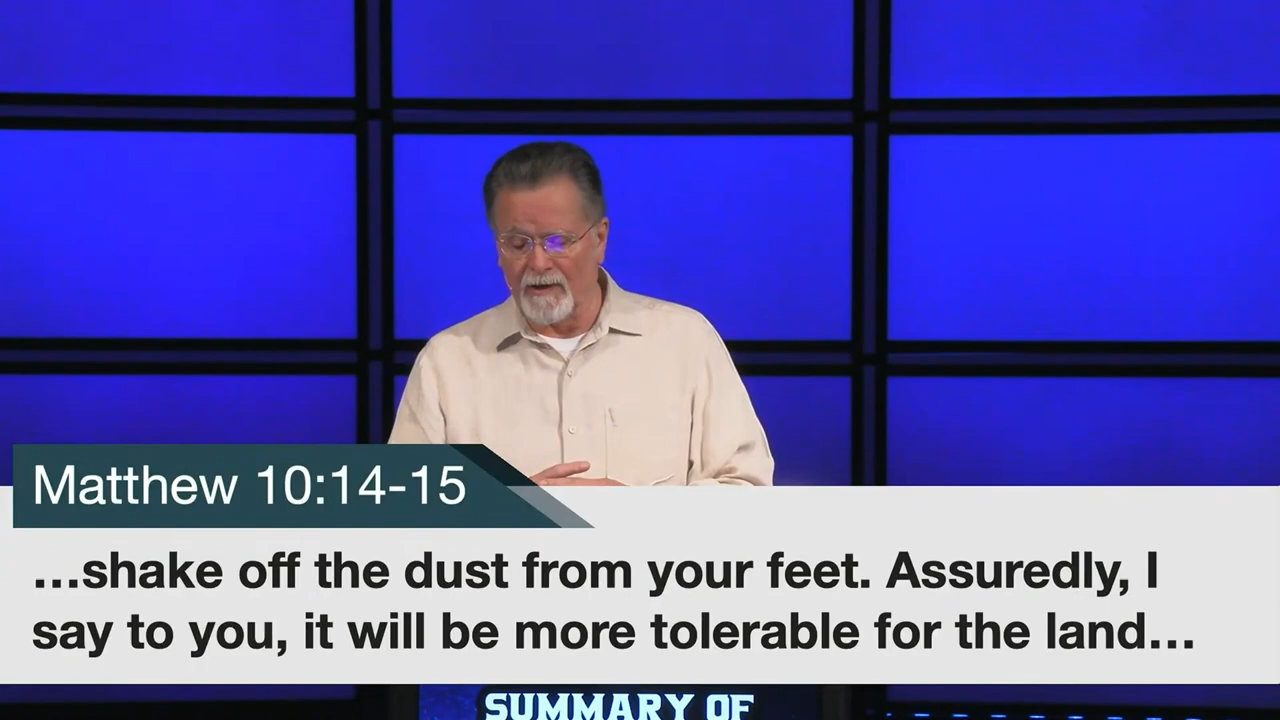 Matthew 10:14-15
...shake off the dust from your feet. Assuredly, I
say to you, it will be more tolerable for the land...
SUMMARY OF